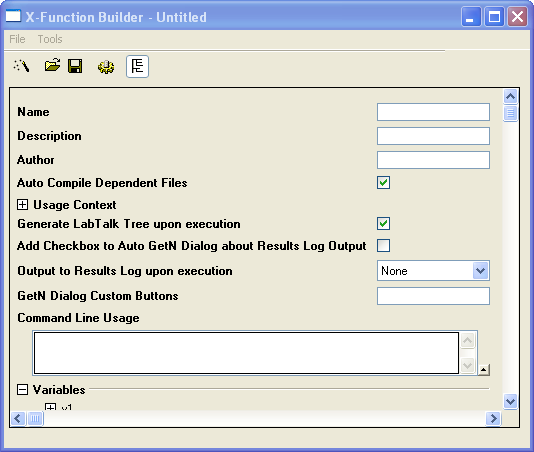 X-Function Builder - Untitled
File Tools
Name
Description
Author
Auto Compile Dependent Files
Usage Context
Generate LabTalk Tree upon execution
Add Checkbox to Auto GetN Dialog about Results Log Output
Output to Results Log upon execution None
GetN Dialog Custom Buttons
Command Line Usage
Variables